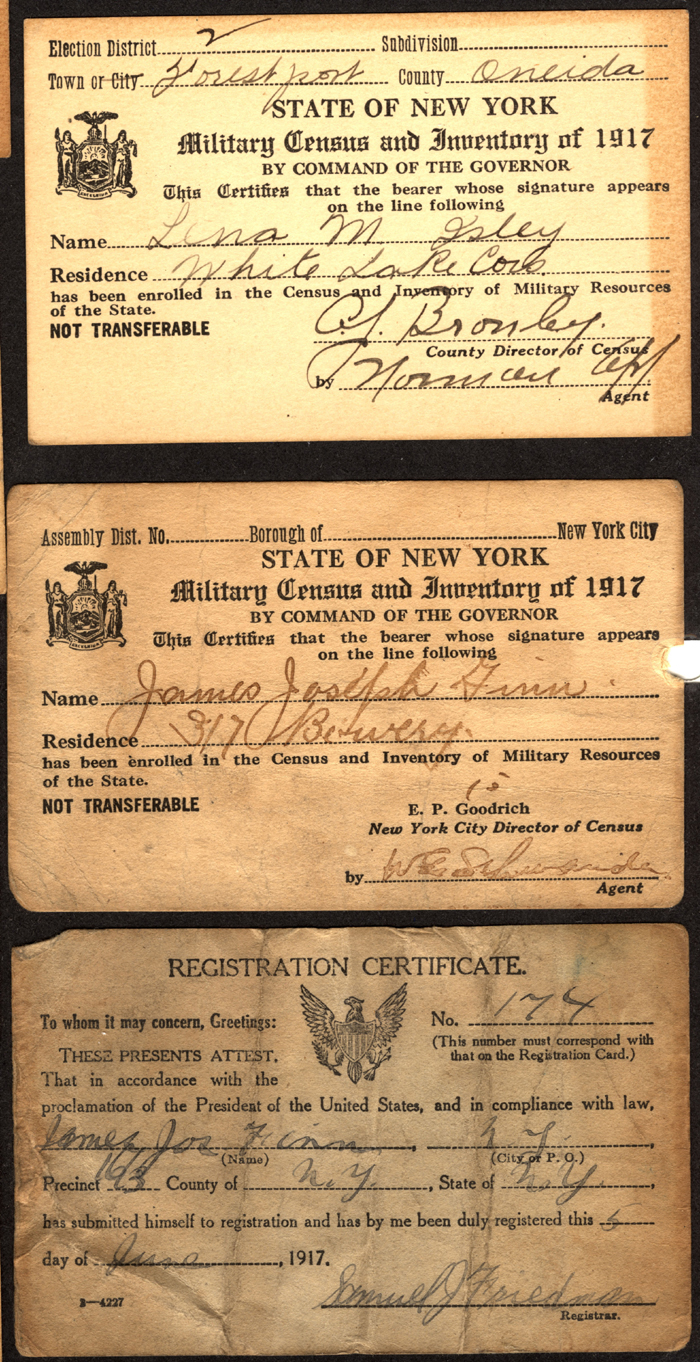 Election District 2 Subdivision
Town or City Forestport County Oneida
STATE OF NEW YORK
Military Census and Inventory of 1917
BY COMMAND OF THE GOVERNOR
This Certifies that the bearer whose signature appears
on the line following
Name Lena M. Isley
Residence White Lake Cors
has been enrolled in the Census and Inventory of Military Resources
of the State.
NOT TRANSFERABLE
County Director of Census
by Norman
Agent
Assembly Dist. No. Borough of New York City
STATE OF NEW YORK
Military Census and Inventory of 1917
BY COMMAND OF THE GOVERNOR
This Certifies that the bearer whose signature appears
on the line following
Name James Joseph Finn.
Residence 317 Bowery.
has been enrolled in the Census and Inventory of Military Resources
of the State.
15
NOT TRANSFERABLE
E. P. Goodrich
New York City Director of Census
by
Agent
REGISTRATION CERTIFICATE.
To whom it may concern, Greetings:
No. 174
(This number must correspond with
that on the Registration Card.)
THESE PRESENTS ATTEST,
That in accordance with the
proclamation of the President of the United States, and in compliance with law,
James Jos Finn, N. Y.,
(Name) (City or P. O.)
Precinct 193 County of N. Y., State of N. Y.,
has submitted himself to registration and has by me been duly registered this 5
day of June, 1917.
Samuel J Friedman
3—4227
Registrar.